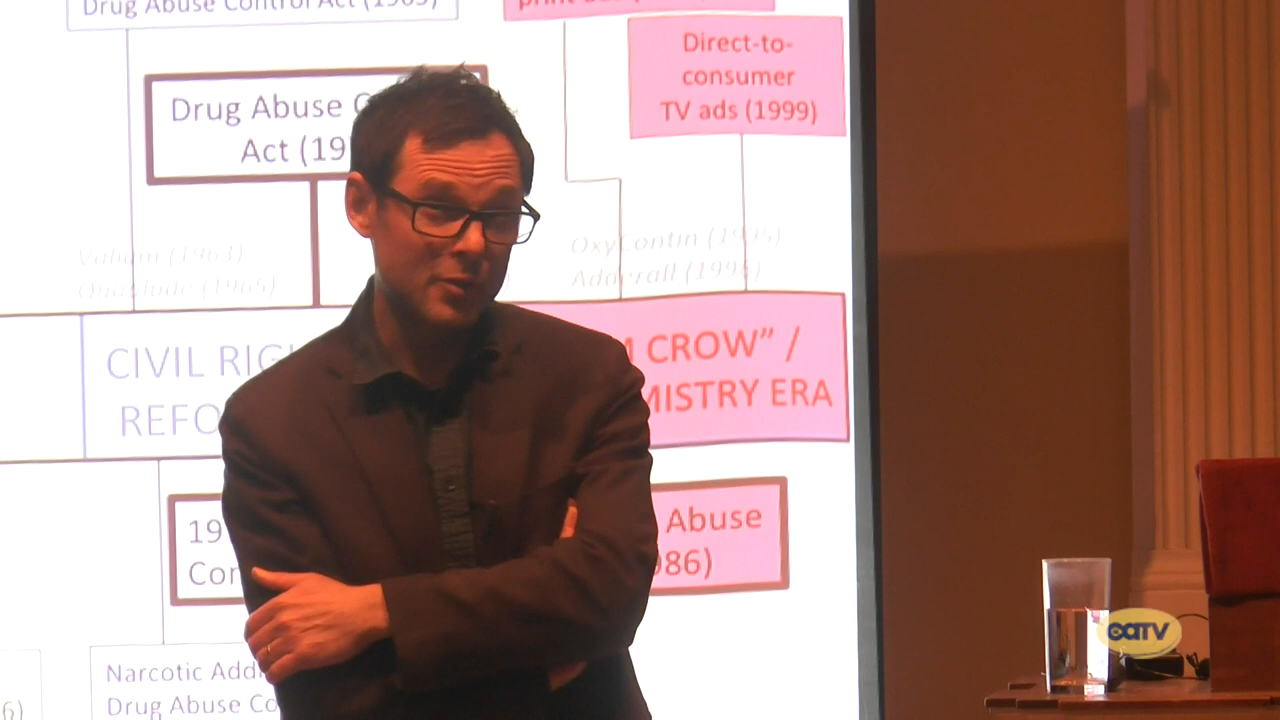 Drug Abuse Control Act (1965)
Direct-to-
consumer
TV ads (1999)
Drug Abuse
Act (19
Valium (1963)
Quaalude (1965)
OxyContin (1995)
Adderall (1996)
CIVIL RIG
REFO
CROW" /
MISTRY ERA
19
Con
Abuse
986)
Narcotic Addi
Drug Abuse Co
6)
CATV